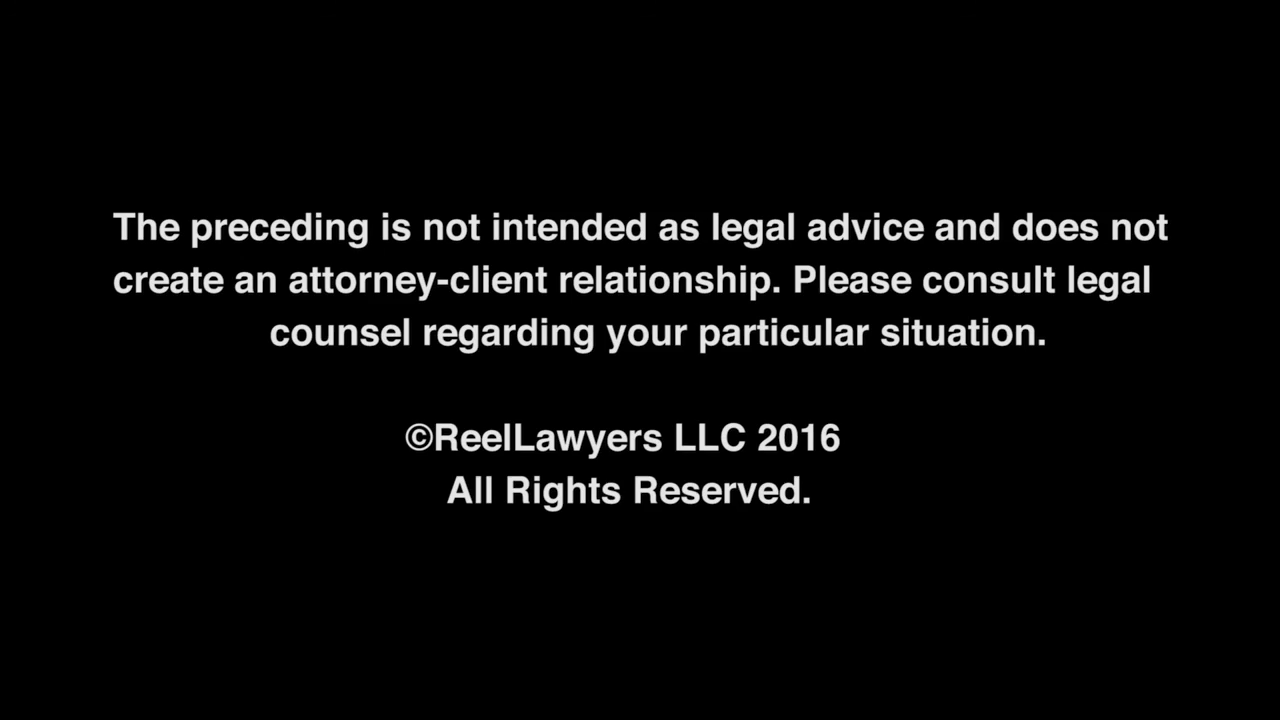 The preceding is not intended as legal advice and does not
create an attorney-client relationship. Please consult legal
counsel regarding your particular situation.
©ReelLawyers LLC 2016
All Rights Reserved.